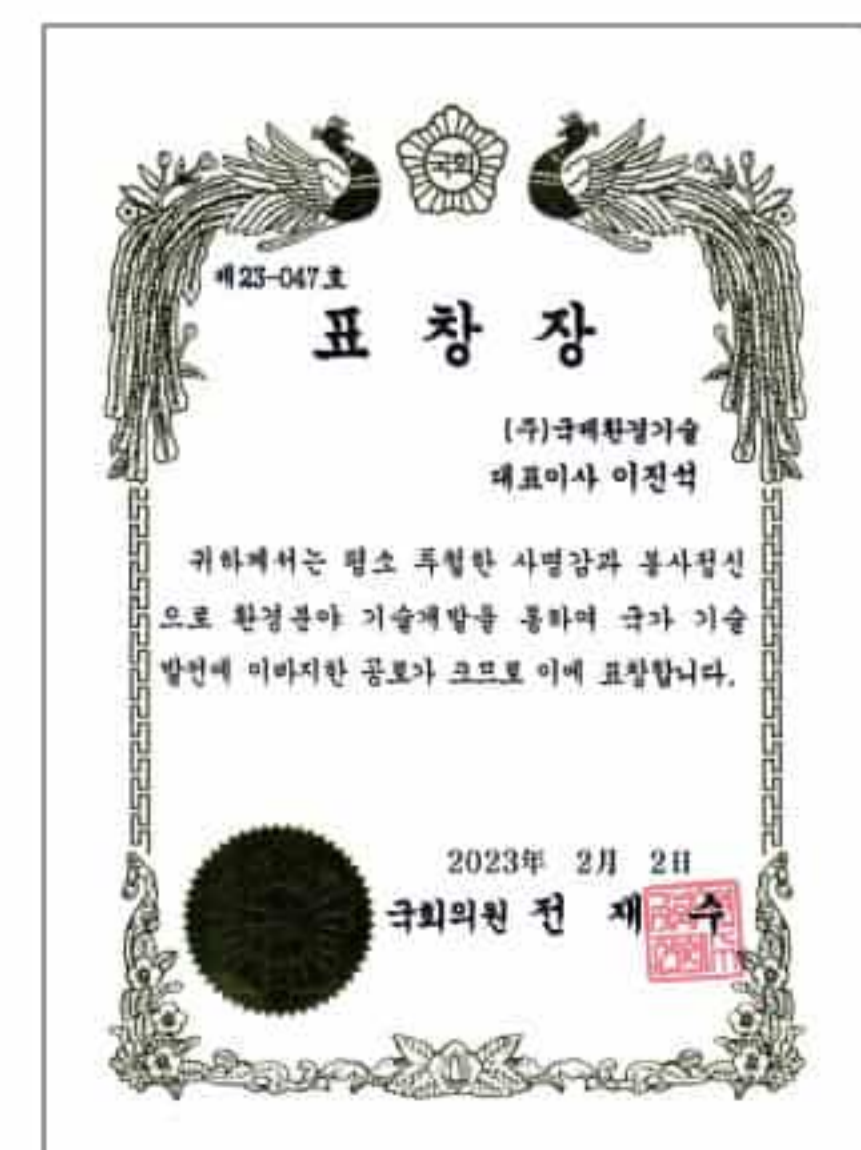 국회
제23-047호
표 창 장
(주)국제환경기술
대표이사 이진석
귀하께서는 평소 투철한 사명감과 봉사정신
으로 환경분야 기술개발을 통하여 국가 기술
발전에 이바지한 공로가 크므로 이에 표창합니다.
2023年 2月 2日
국회의원 전 재 수